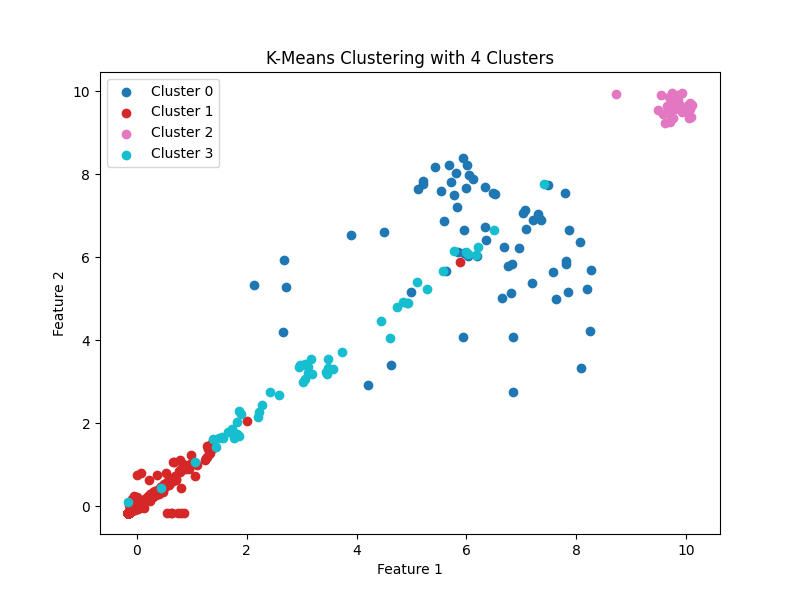 K-Means Clustering with 4 Clusters
Cluster 0
Cluster 1
Cluster 2
Cluster 3
10
8
6
4
2
0
Feature 2
0 2 4 6 8 10
Feature 1